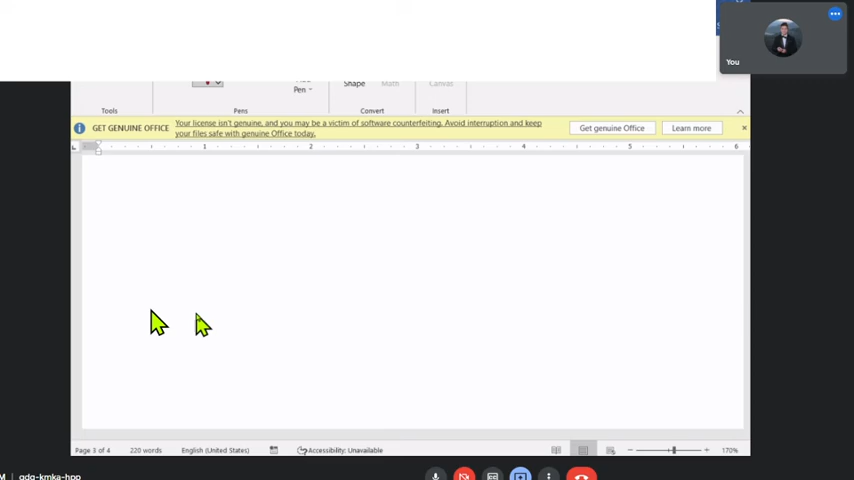 You
Pen
Shape
Math
Canvas
Tools
Pens
Convert
Insert
GET GENUINE OFFICE
Your license isn't genuine, and you may be a victim of software counterfeiting. Avoid interruption and keep
your files safe with genuine Office today.
Get genuine Office
Learn more
1 2 3 4 5 6
Page 3 of 4
220 words
English (United States)
Accessibility: Unavailable
170%
M | gdg-kmka-hpp